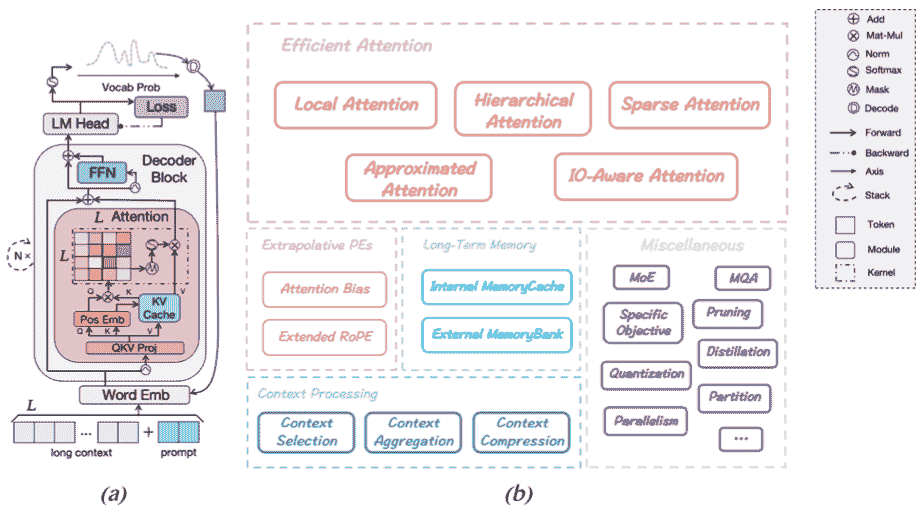 Vocab Prob
S
D
Loss
LM Head
Decoder
Block
FFN
L Attention
L
S
M
N×
Q
K
V
KV
Cache
Pos Emb
Q
K
V
QKV Proj
Word Emb
L
...
+
long context
prompt
(a)
Efficient Attention
Local Attention
Hierarchical
Attention
Sparse Attention
Approximated
Attention
IO-Aware Attention
Extrapolative PEs
Attention Bias
Extended RoPE
Long-Term Memory
Internal MemoryCache
External MemoryBank
Context Processing
Context
Selection
Context
Aggregation
Context
Compression
Miscellaneous
MoE
MQA
Specific
Objective
Pruning
Distillation
Quantization
Partition
Parallelism
...
(b)
Add
Mat-Mul
Norm
S Softmax
M Mask
D Decode
Forward
Backward
Axis
Stack
Token
Module
Kernel